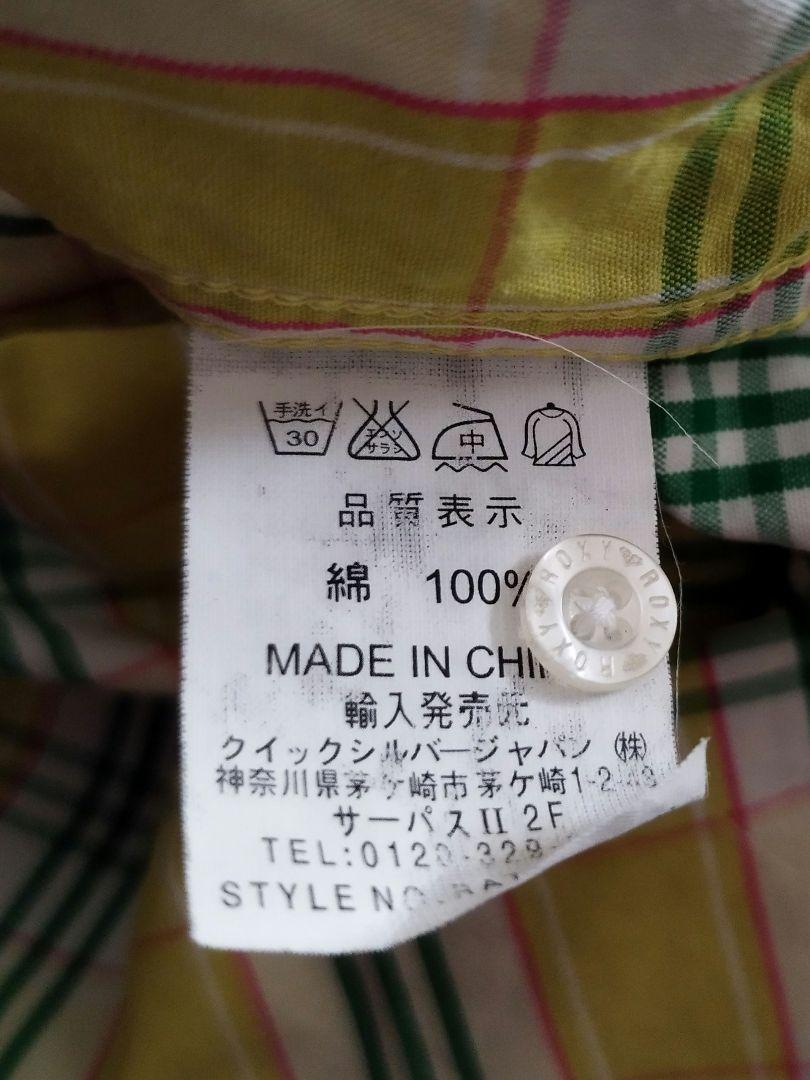 手洗イ
30
エンソ
サラシ
中
品質表示
綿 100%
MADE IN
輸入発売元
クイックシルバージャパン (株)
神奈川県茅ケ崎市茅ケ崎1-2-
サーパスII 2F
TEL:0120-329-
STYLE NO.
ROXY ROXY ROXY